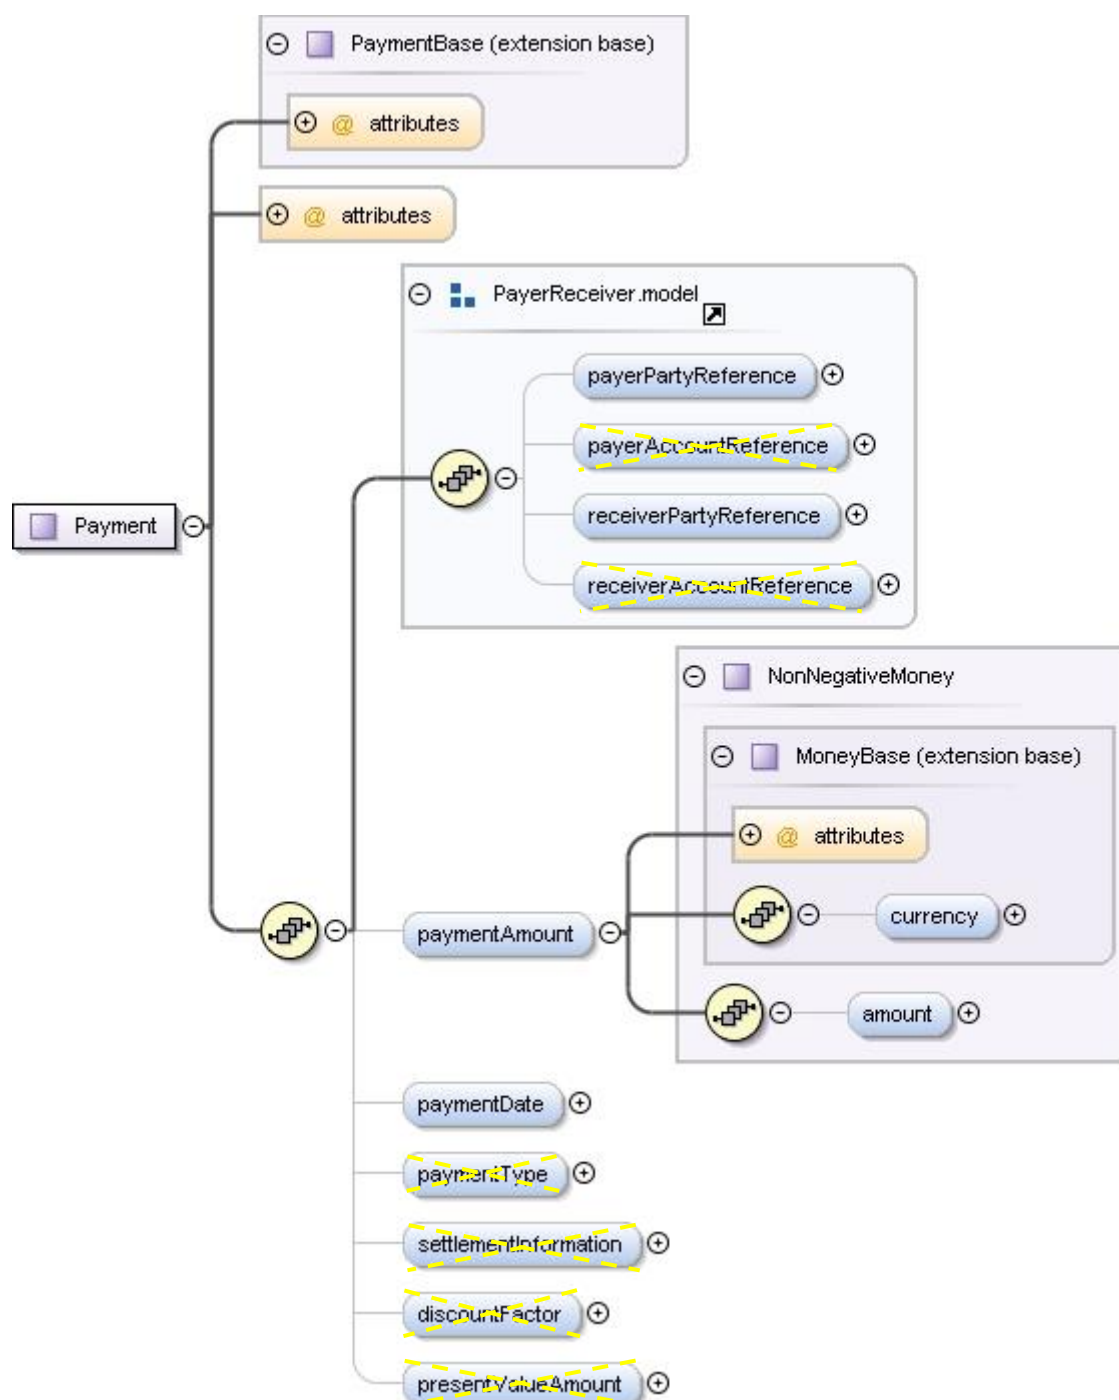 PaymentBase (extension base)
@ attributes
@ attributes
PayerReceiver.model
payerPartyReference
payerAccountReference
receiverPartyReference
receiverAccountReference
Payment
NonNegativeMoney
MoneyBase (extension base)
@ attributes
currency
paymentAmount
amount
paymentDate
paymentType
settlementInformation
discountFactor
presentValueAmount